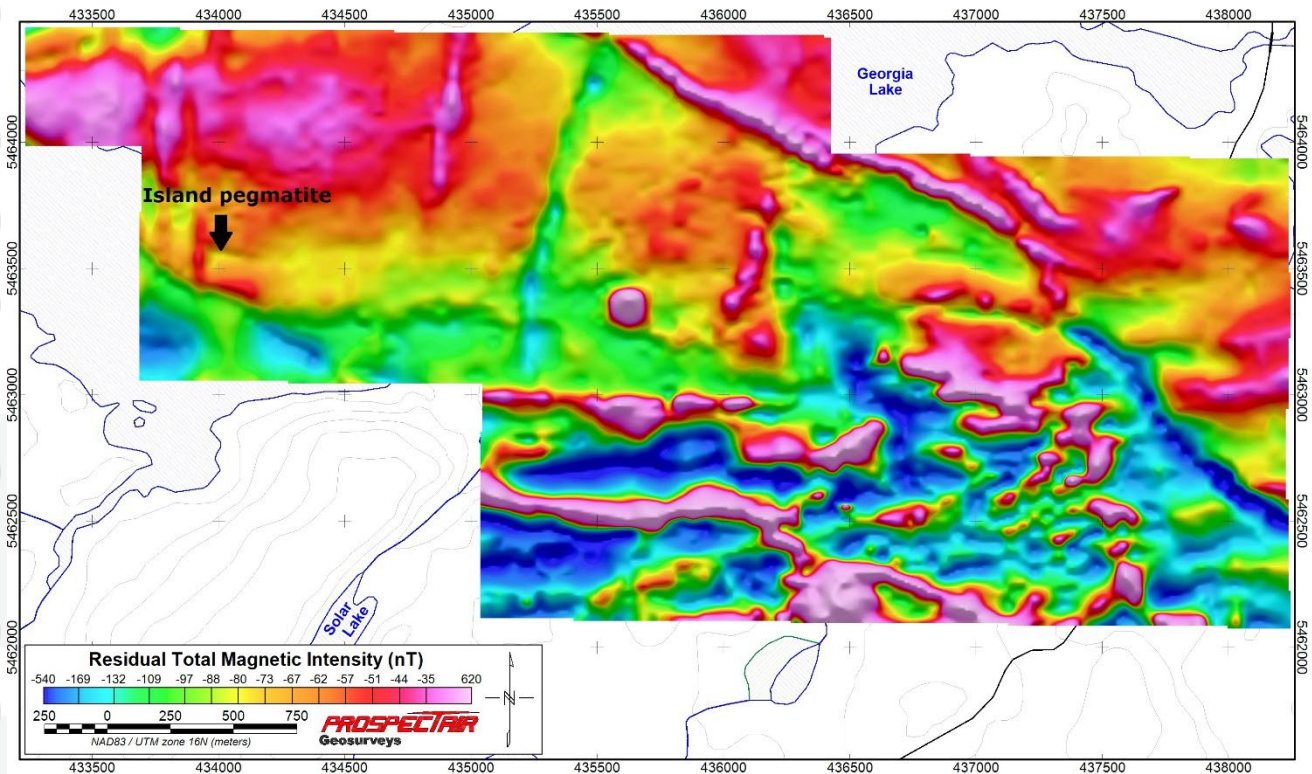 433500 434000 434500 435000 435500 436000 436500 437000 437500 438000
Georgia
Lake
5464000 5464000
Island pegmatite
5463500 5463500
5463000 5463000
5462500 5462500
Solar
Lake
5462000 5462000
Residual Total Magnetic Intensity (nT)
-540 -169 -132 -109 -97 -88 -80 -73 -67 -62 -57 -51 -44 -35 620
250 0 250 500 750
N
PROSPECTAIR
Geosurveys
NAD83 / UTM zone 16N (meters)
433500 434000 434500 435000 435500 436000 436500 437000 437500 438000